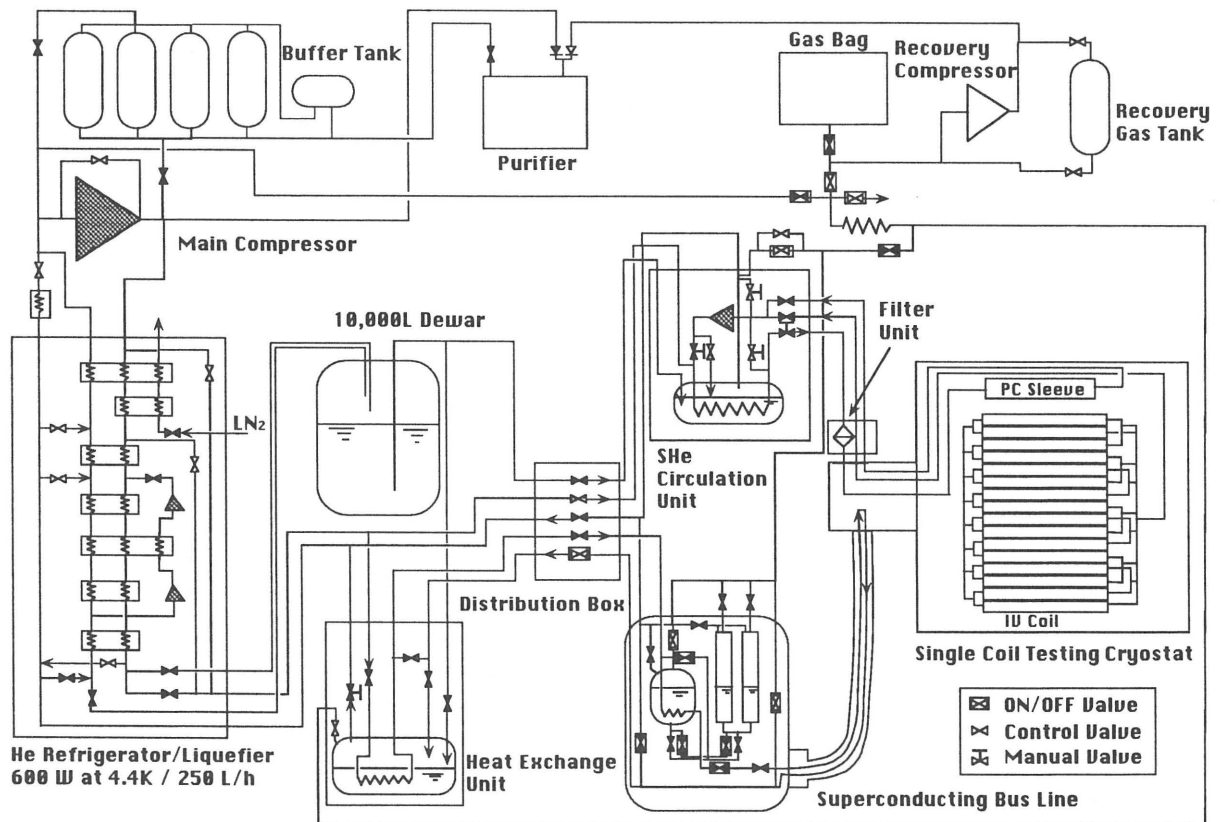 Buffer Tank
Purifier
Gas Bag
Recovery
Compressor
Recovery
Gas Tank
Main Compressor
10,000L Dewar
Filter
Unit
PC Sleeve
LN2
SHe
Circulation
Unit
Distribution Box
IV Coil
Single Coil Testing Cryostat
He Refrigerator/Liquefier
600 W at 4.4K / 250 L/h
Heat Exchange
Unit
Superconducting Bus Line
ON/OFF Valve
Control Valve
Manual Valve